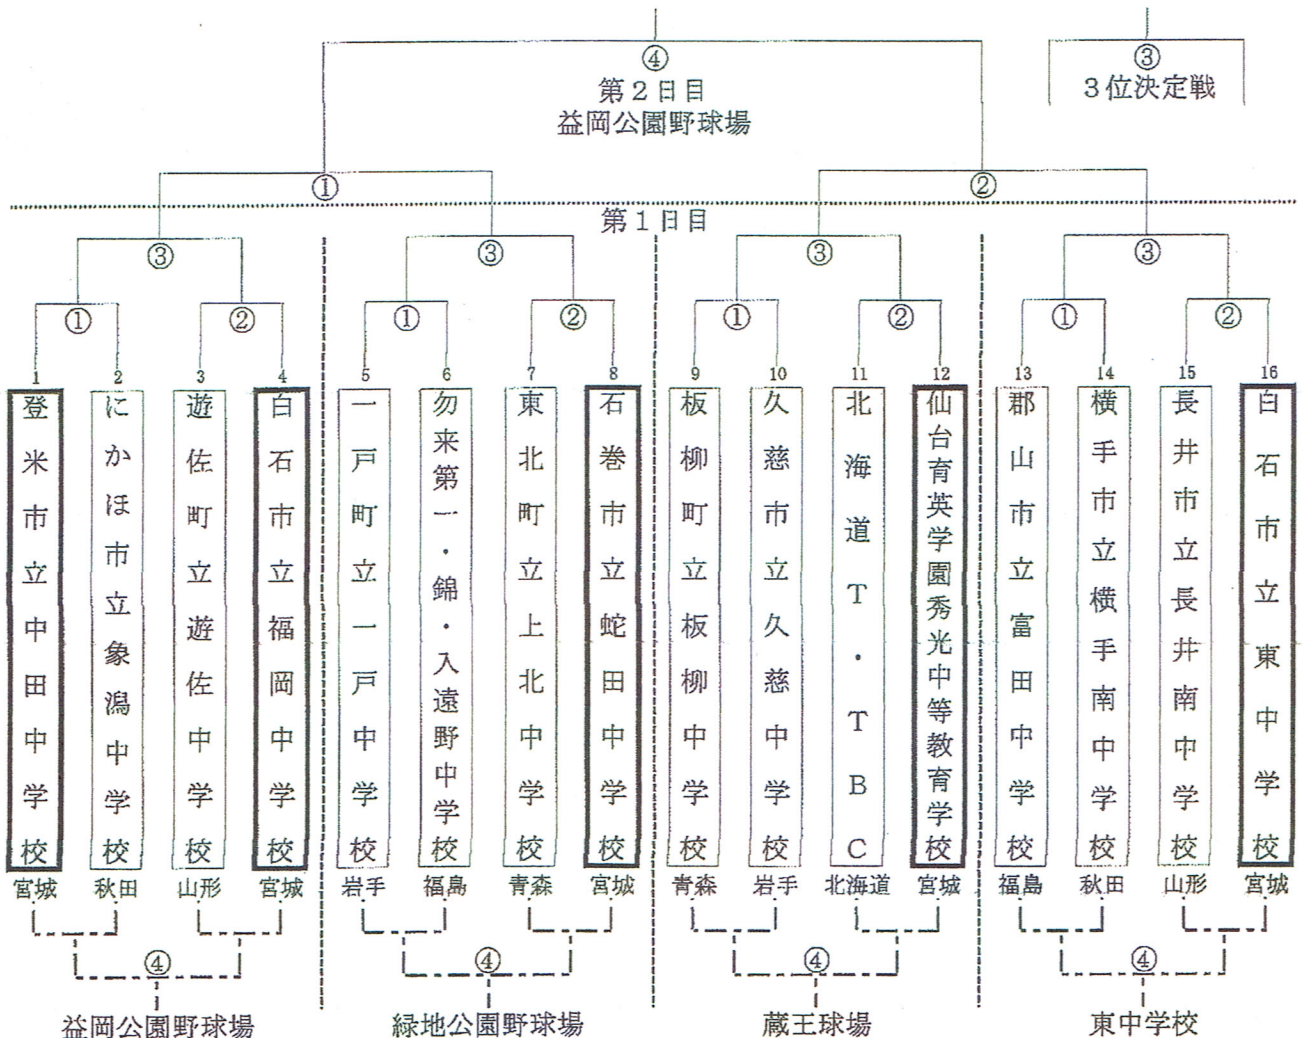 ④
第２日目
益岡公園野球場
③
３位決定戦
①
②
第１日目
③
③
③
③
①
②
①
②
①
②
①
②
1
登米市立中田中学校
宮城
2
にかほ市立象潟中学校
秋田
3
遊佐町立遊佐中学校
山形
4
白石市立福岡中学校
宮城
5
一戸町立一戸中学校
岩手
6
勿来第一・錦・入遠野中学校
福島
7
東北町立上北中学校
青森
8
石巻市立蛇田中学校
宮城
9
板柳町立板柳中学校
青森
10
久慈市立久慈中学校
岩手
11
北海道Ｔ・ＴＢＣ
北海道
12
仙台育英学園秀光中等教育学校
宮城
13
郡山市立富田中学校
福島
14
横手市立横手南中学校
秋田
15
長井市立長井南中学校
山形
16
白石市立東中学校
宮城
④
④
④
④
益岡公園野球場
緑地公園野球場
蔵王球場
東中学校